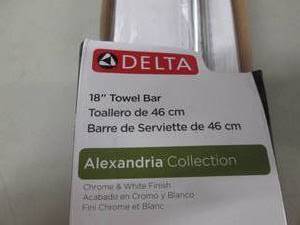 DELTA
18" Towel Bar
Toallero de 46 cm
Barre de Serviette de 46 cm
Alexandria Collection
Chrome & White Finish
Acabado en Cromo y Blanco
Fini Chrome et Blanc